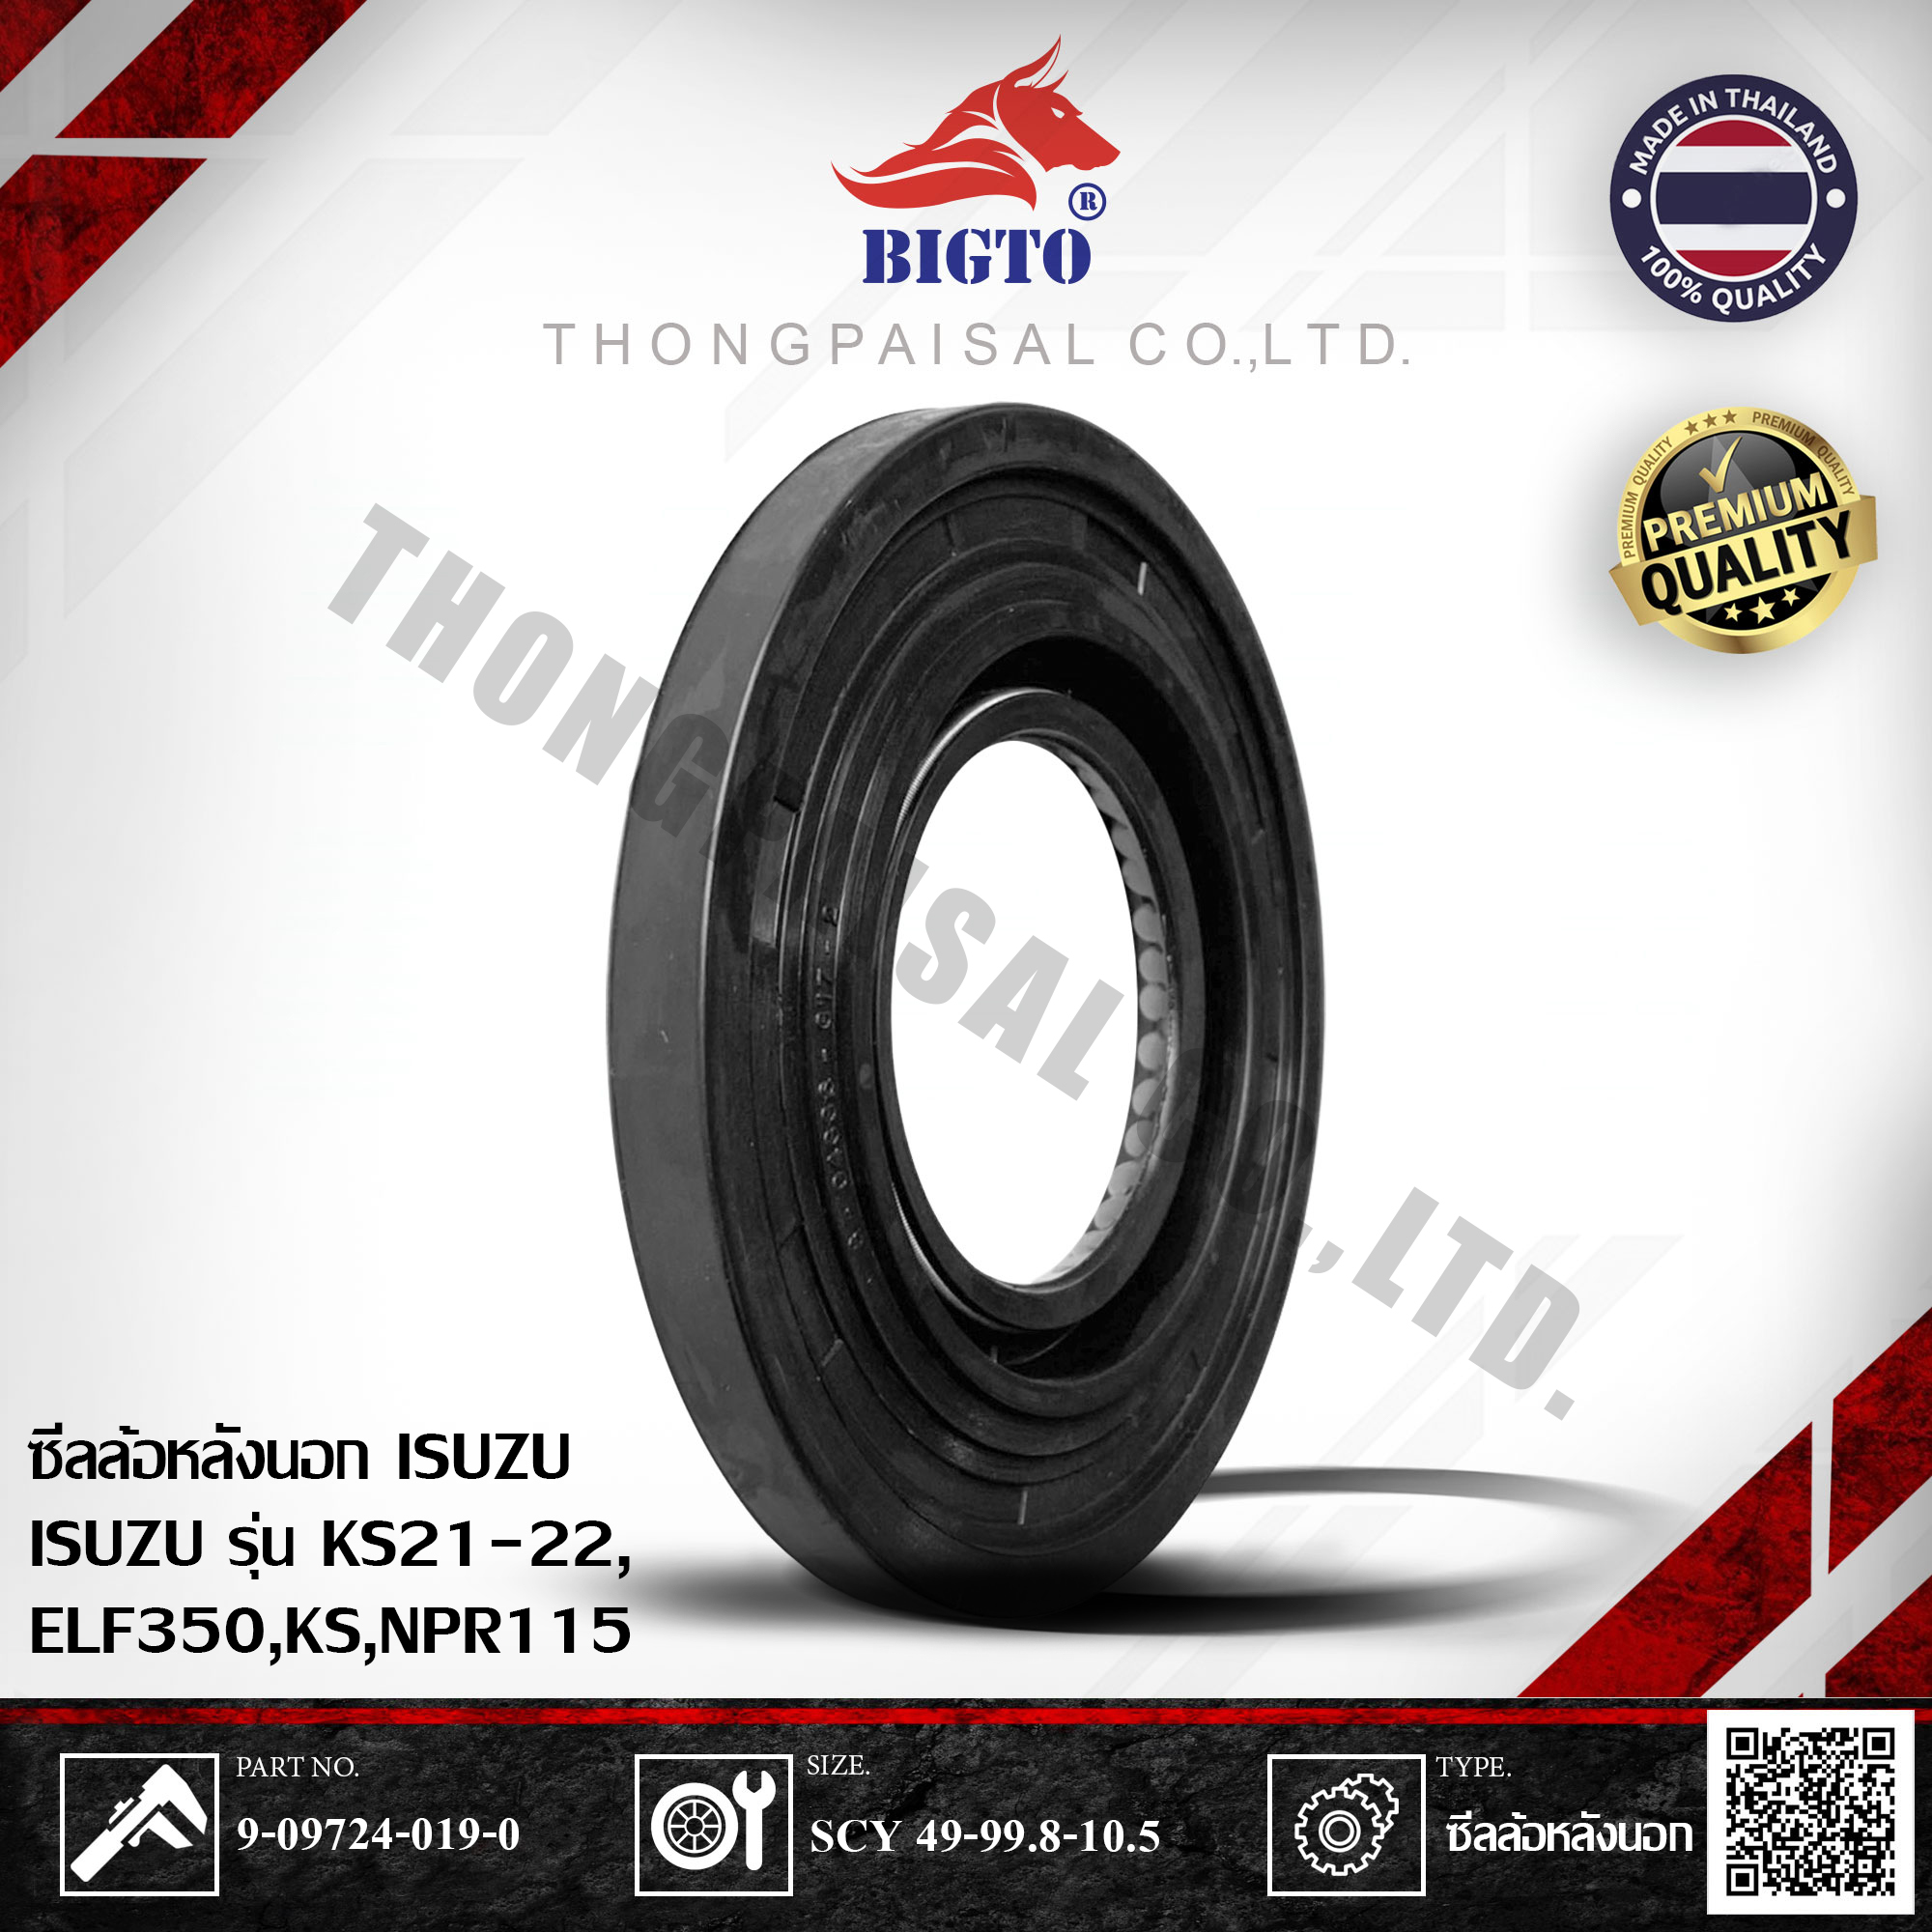 BIGTO
®
THONGPAISAL CO.,LTD.
MADE IN THAILAND
100% QUALITY
PREMIUM QUALITY ★★★ PREMIUM QUALITY
PREMIUM
QUALITY
THONGPAISAL CO.,LTD.
ซีลล้อหลังนอก ISUZU
ISUZU รุ่น KS21-22,
ELF350,KS,NPR115
PART NO.
9-09724-019-0
SIZE.
SCY 49-99.8-10.5
TYPE.
ซีลล้อหลังนอก